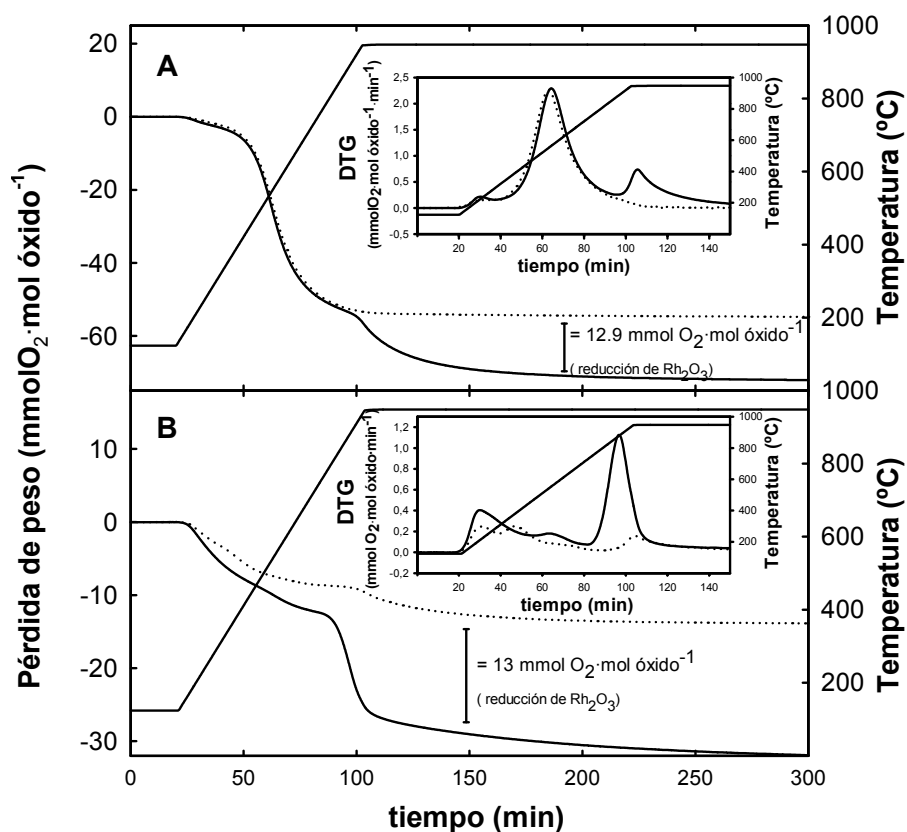 A
Pérdida de peso (mmolO2·mol óxido-1)
20
0
-20
-40
-60
1000
800
600
400
200
Temperatura (ºC)
DTG
(mmolO2·mol óxido-1·min-1)
2,5
2,0
1,5
1,0
0,5
0,0
-0,5
1000
800
600
400
200
Temperatura (ºC)
20 40 60 80 100 120 140
tiempo (min)
= 12.9 mmol O2·mol óxido-1
( reducción de Rh2O3)
B
10
0
-10
-20
-30
1000
800
600
400
200
Temperatura (ºC)
DTG
(mmol O2·mol óxido·min-1)
1,2
1,0
0,8
0,6
0,4
0,2
0,0
-0,2
1000
800
600
400
200
Temperatura (ºC)
20 40 60 80 100 120 140
tiempo (min)
= 13 mmol O2·mol óxido-1
( reducción de Rh2O3)
0 50 100 150 200 250 300
tiempo (min)